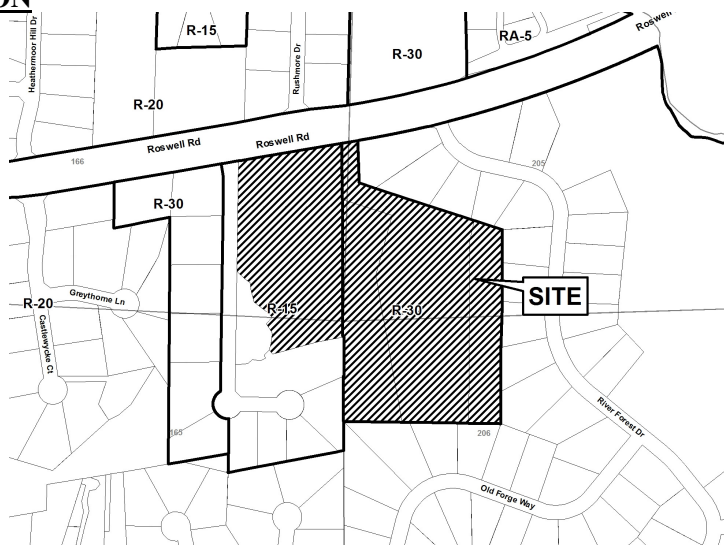 ON
R-15
Heathermoor Hill Dr
Rushmore Dr
R-30
RA-5
Roswell
R-20
Roswell Rd
Roswell Rd
166
205
R-30
SITE
Greythorne Ln
R-20
R-15
R-30
Castlewycke Ct
165
206
River Forest Dr
Old Forge Way